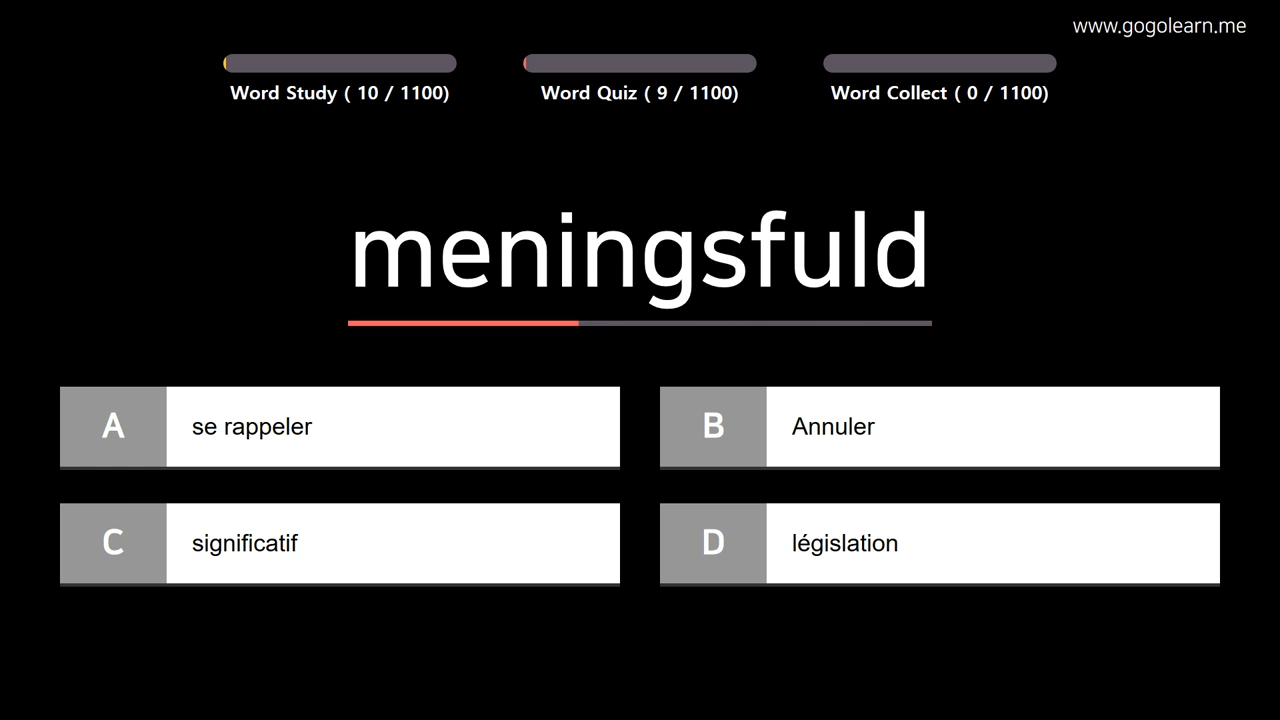 www.gogolearn.me
Word Study ( 10 / 1100)
Word Quiz ( 9 / 1100)
Word Collect ( 0 / 1100)
meningsfuld
A
se rappeler
B
Annuler
C
significatif
D
législation